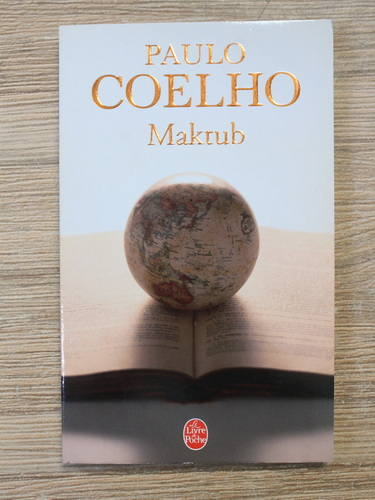 PAULO
COELHO
Maktub
le
Livre
de
Poche